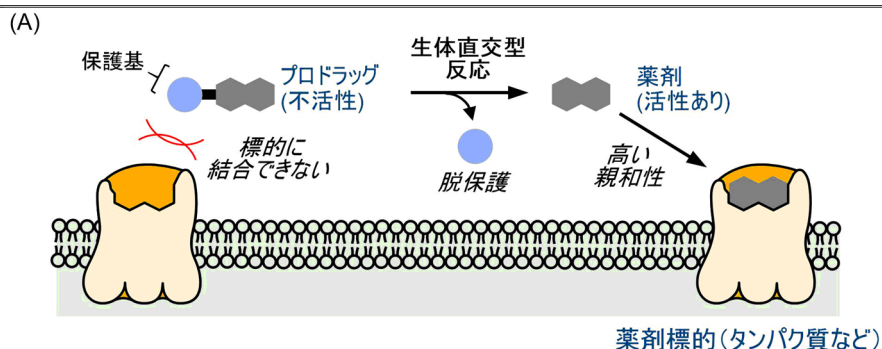 (A)
保護基
プロドラッグ
(不活性)
生体直交型
反応
薬剤
(活性あり)
標的に
結合できない
脱保護
高い
親和性
薬剤標的(タンパク質など)